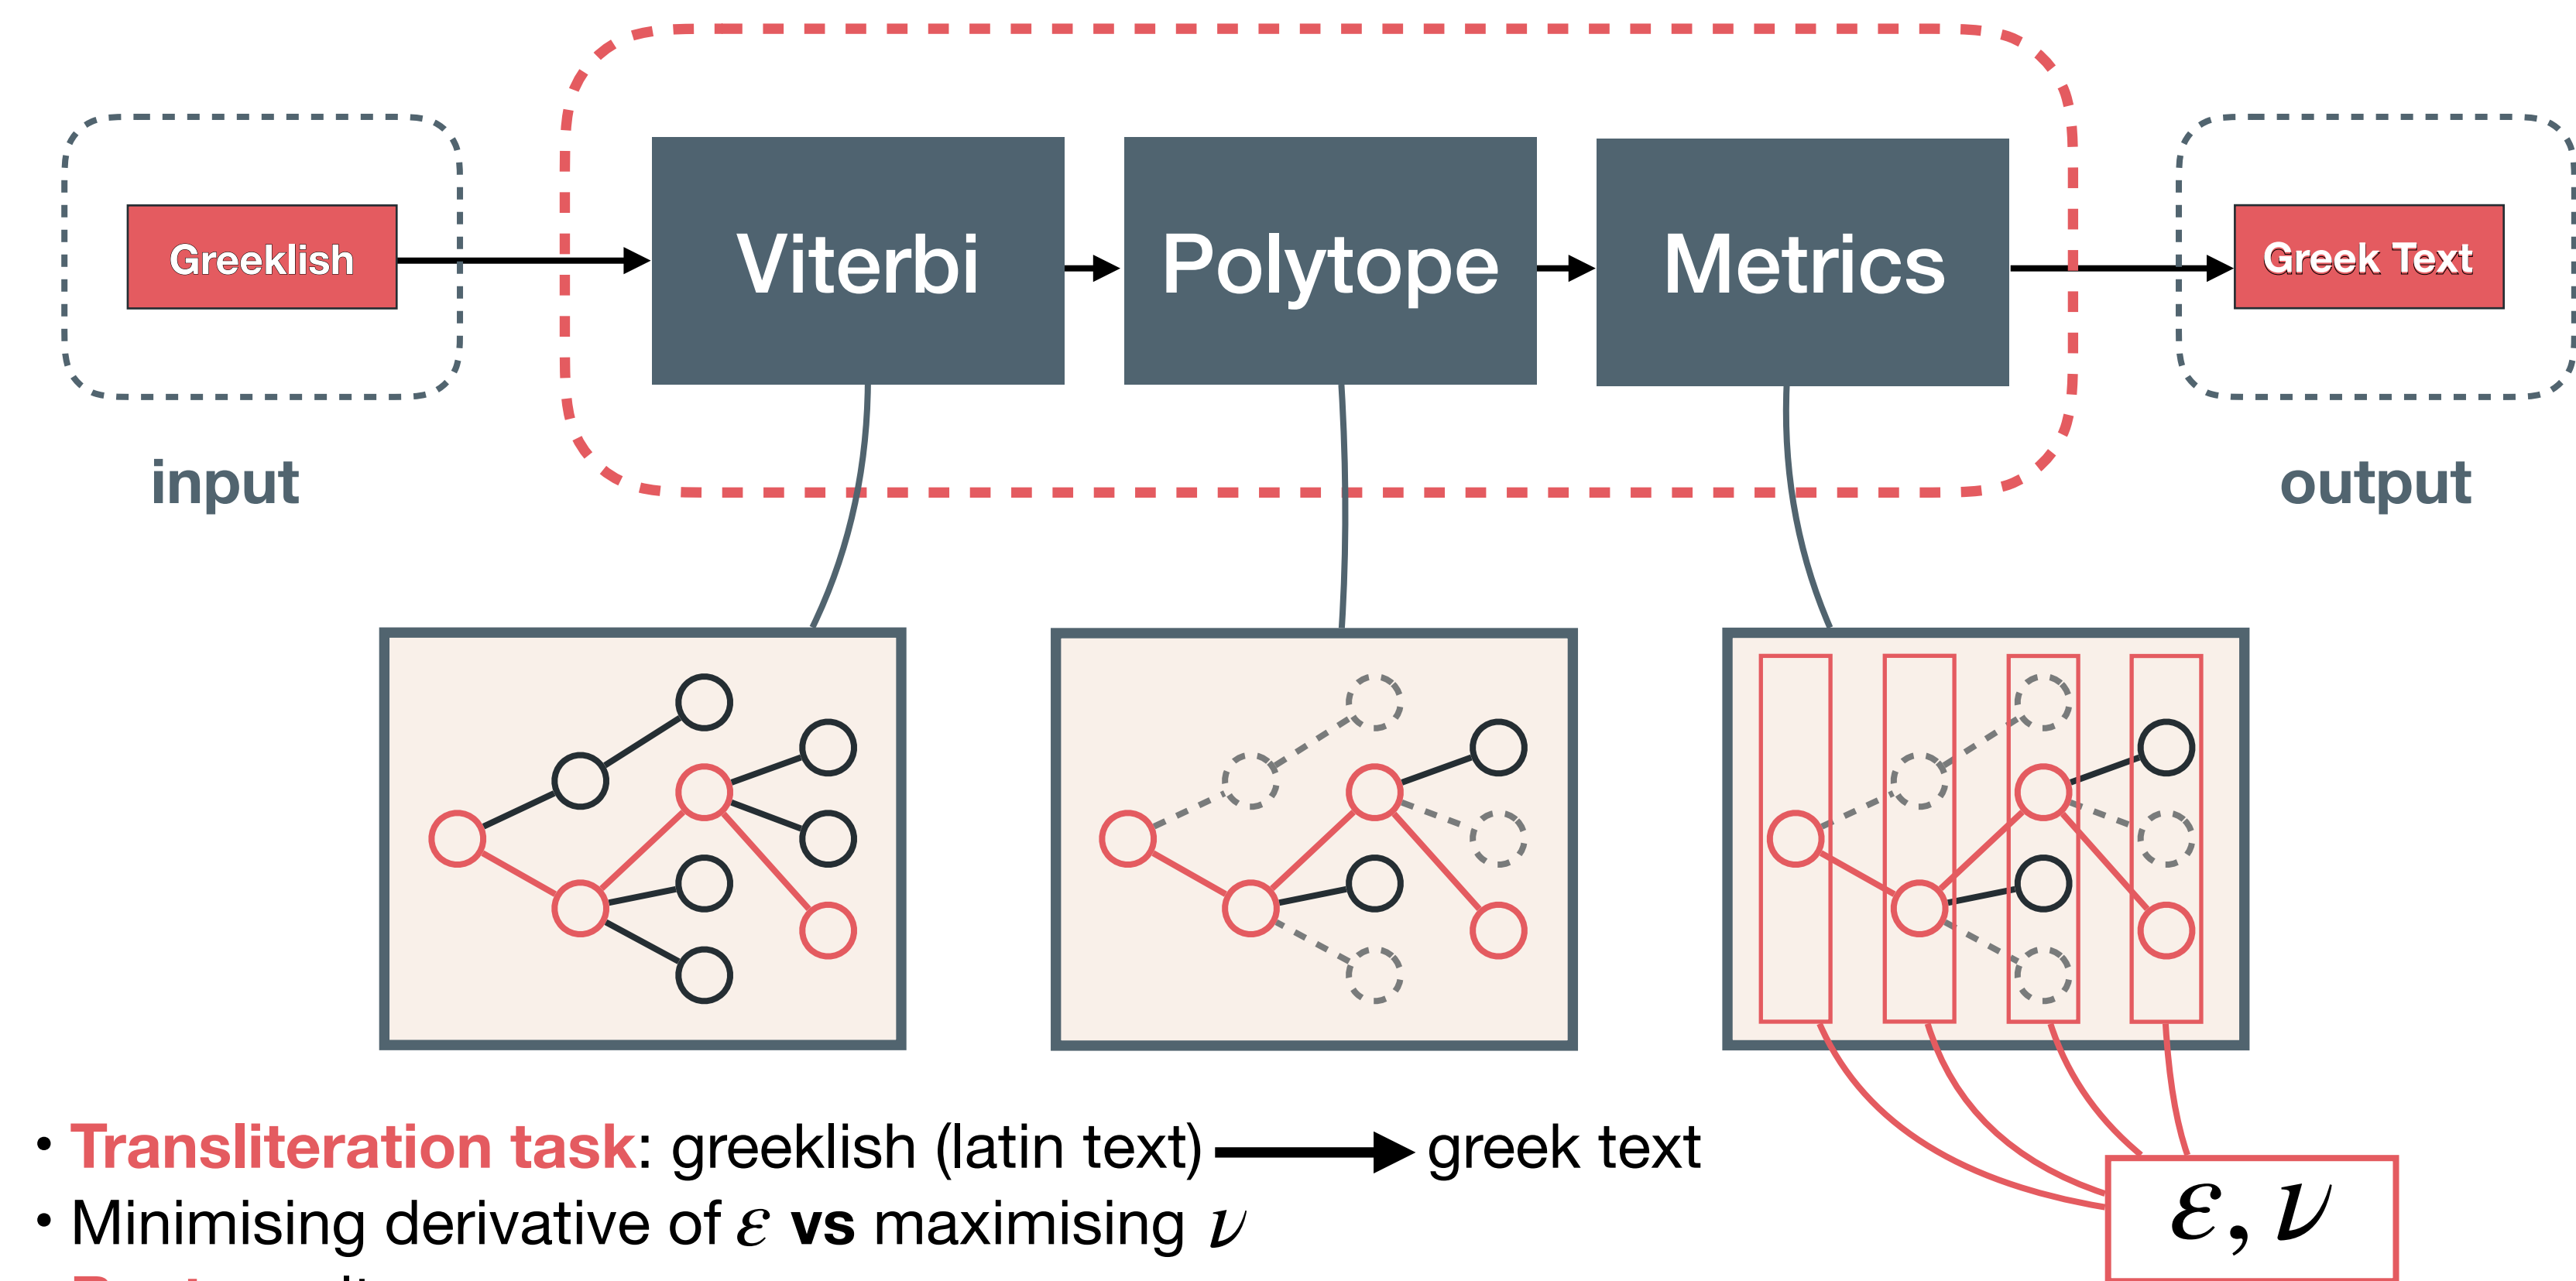 Greeklish
Viterbi
Polytope
Metrics
Greek Text
input
output
• Transliteration task: greeklish (latin text) → greek text
• Minimising derivative of ε vs maximising ν
ε, ν